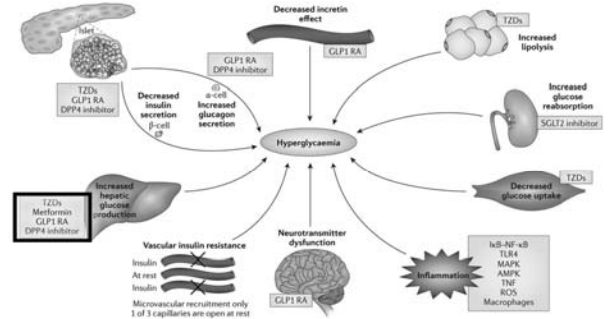 Islet
TZDs
GLP1 RA
DPP4 inhibitor
Decreased
insulin
secretion
β-cell
GLP1 RA
DPP4 inhibitor
α-cell
Increased
glucagon
secretion
Decreased incretin
effect
GLP1 RA
TZDs
Increased
lipolysis
Increased
glucose
reabsorption
SGLT2 inhibitor
Hyperglycaemia
TZDs
Metformin
GLP1 RA
DPP4 inhibitor
Increased
hepatic
glucose
production
Vascular insulin resistance
Insulin
At rest
Insulin
Microvascular recruitment only
1 of 3 capillaries are open at rest
Neurotransmitter
dysfunction
GLP1 RA
Inflammation
IκB–NF-κB
TLR4
MAPK
AMPK
TNF
ROS
Macrophages
TZDs
Decreased
glucose uptake